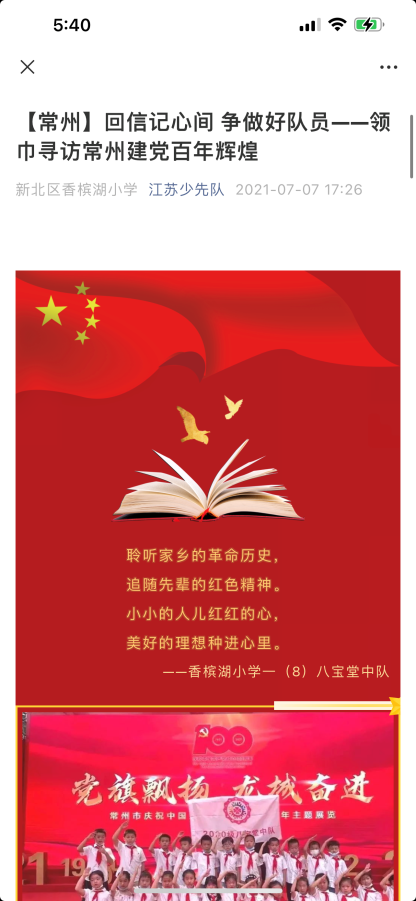 5:40
【常州】回信记心间 争做好队员——领
巾寻访常州建党百年辉煌
新北区香槟湖小学 江苏少先队 2021-07-07 17:26
聆听家乡的革命历史，
追随先辈的红色精神。
小小的人儿红红的心，
美好的理想种进心里。
——香槟湖小学一（8）八宝堂中队
100
党旗飘扬 龙城奋进
常州市庆祝中国 年主题展览